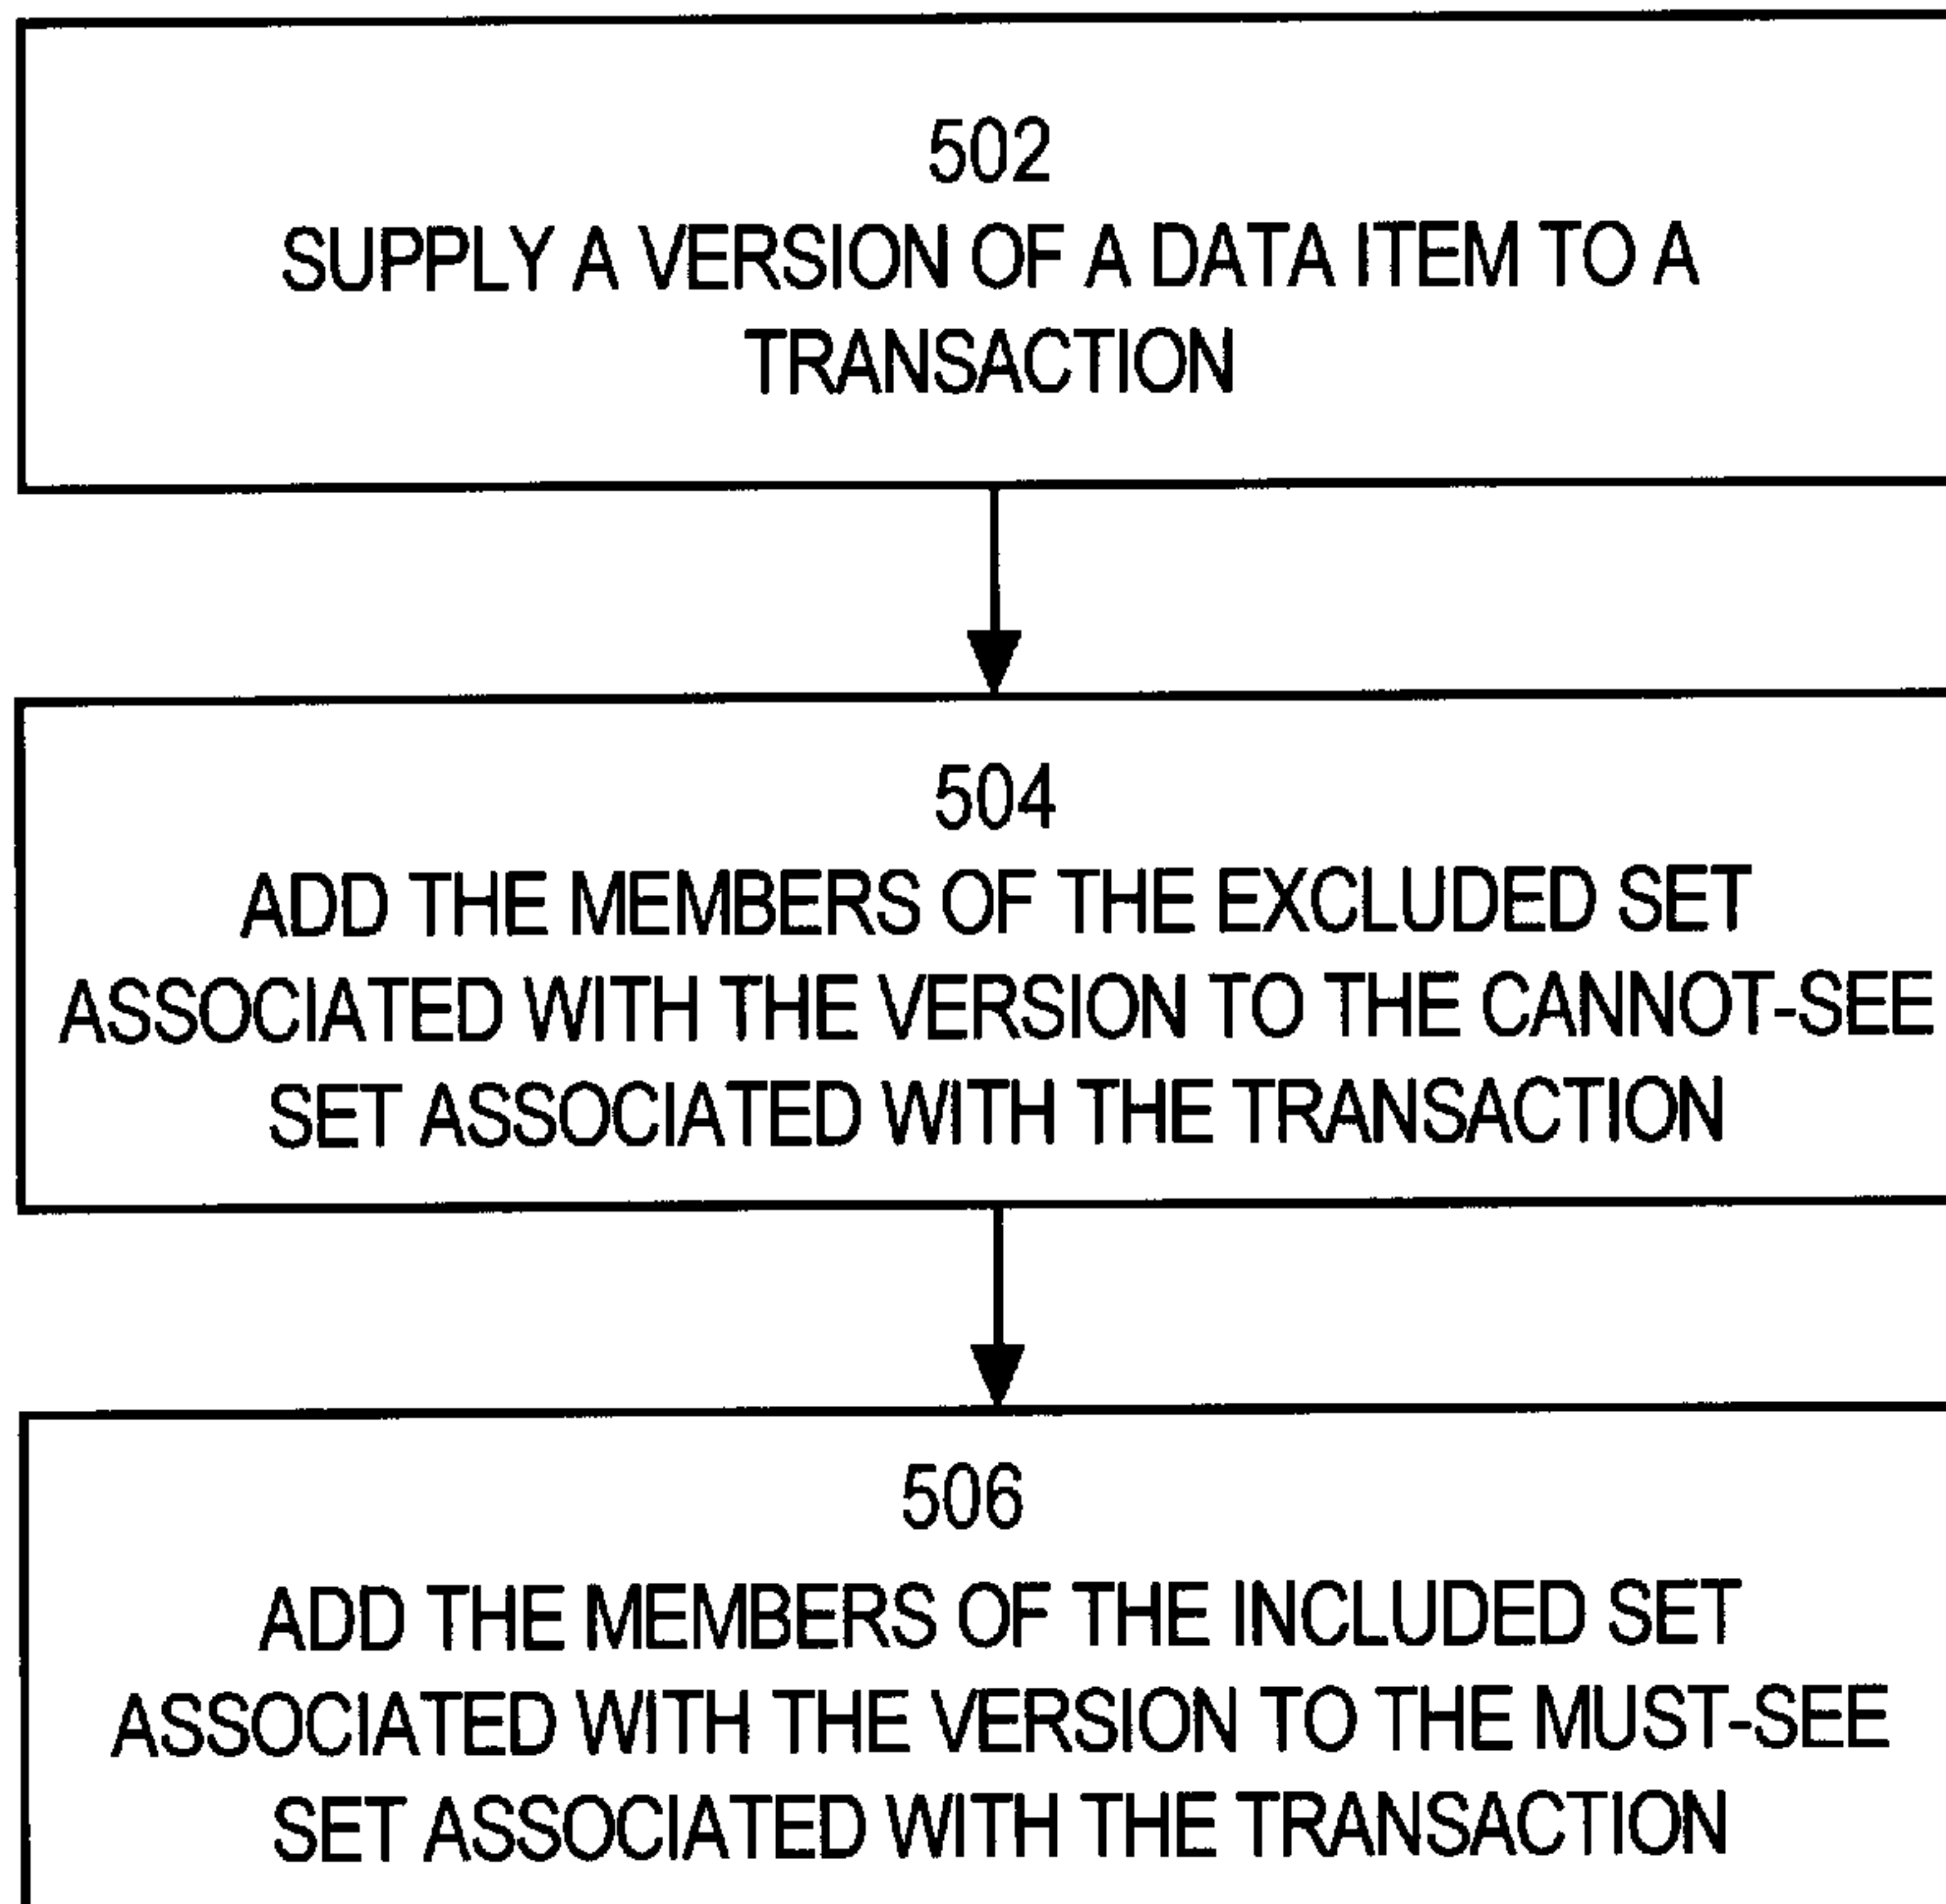 502
SUPPLY A VERSION OF A DATA ITEM TO A
TRANSACTION
504
ADD THE MEMBERS OF THE EXCLUDED SET
ASSOCIATED WITH THE VERSION TO THE CANNOT-SEE
SET ASSOCIATED WITH THE TRANSACTION
506
ADD THE MEMBERS OF THE INCLUDED SET
ASSOCIATED WITH THE VERSION TO THE MUST-SEE
SET ASSOCIATED WITH THE TRANSACTION